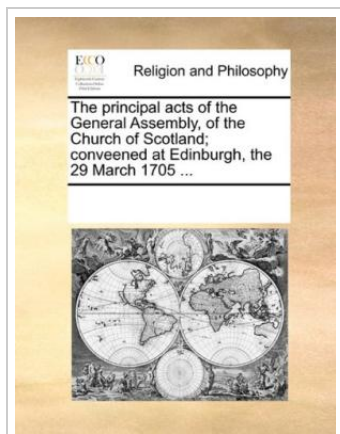 ECCO
Religion and Philosophy
The principal acts of the
General Assembly, of the
Church of Scotland;
conveened at Edinburgh, the
29 March 1705 ...